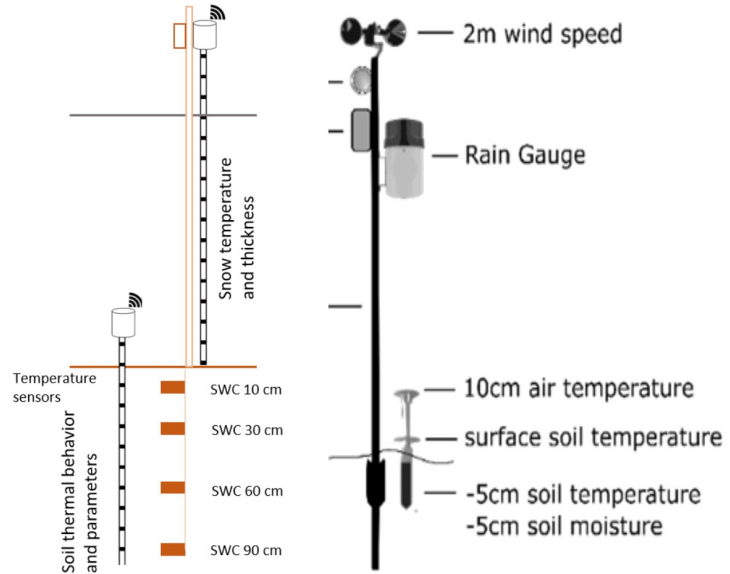 Snow temperature
and thickness
Temperature
sensors
SWC 10 cm
SWC 30 cm
SWC 60 cm
SWC 90 cm
Soil thermal behavior
and parameters
2m wind speed
Rain Gauge
10cm air temperature
surface soil temperature
-5cm soil temperature
-5cm soil moisture